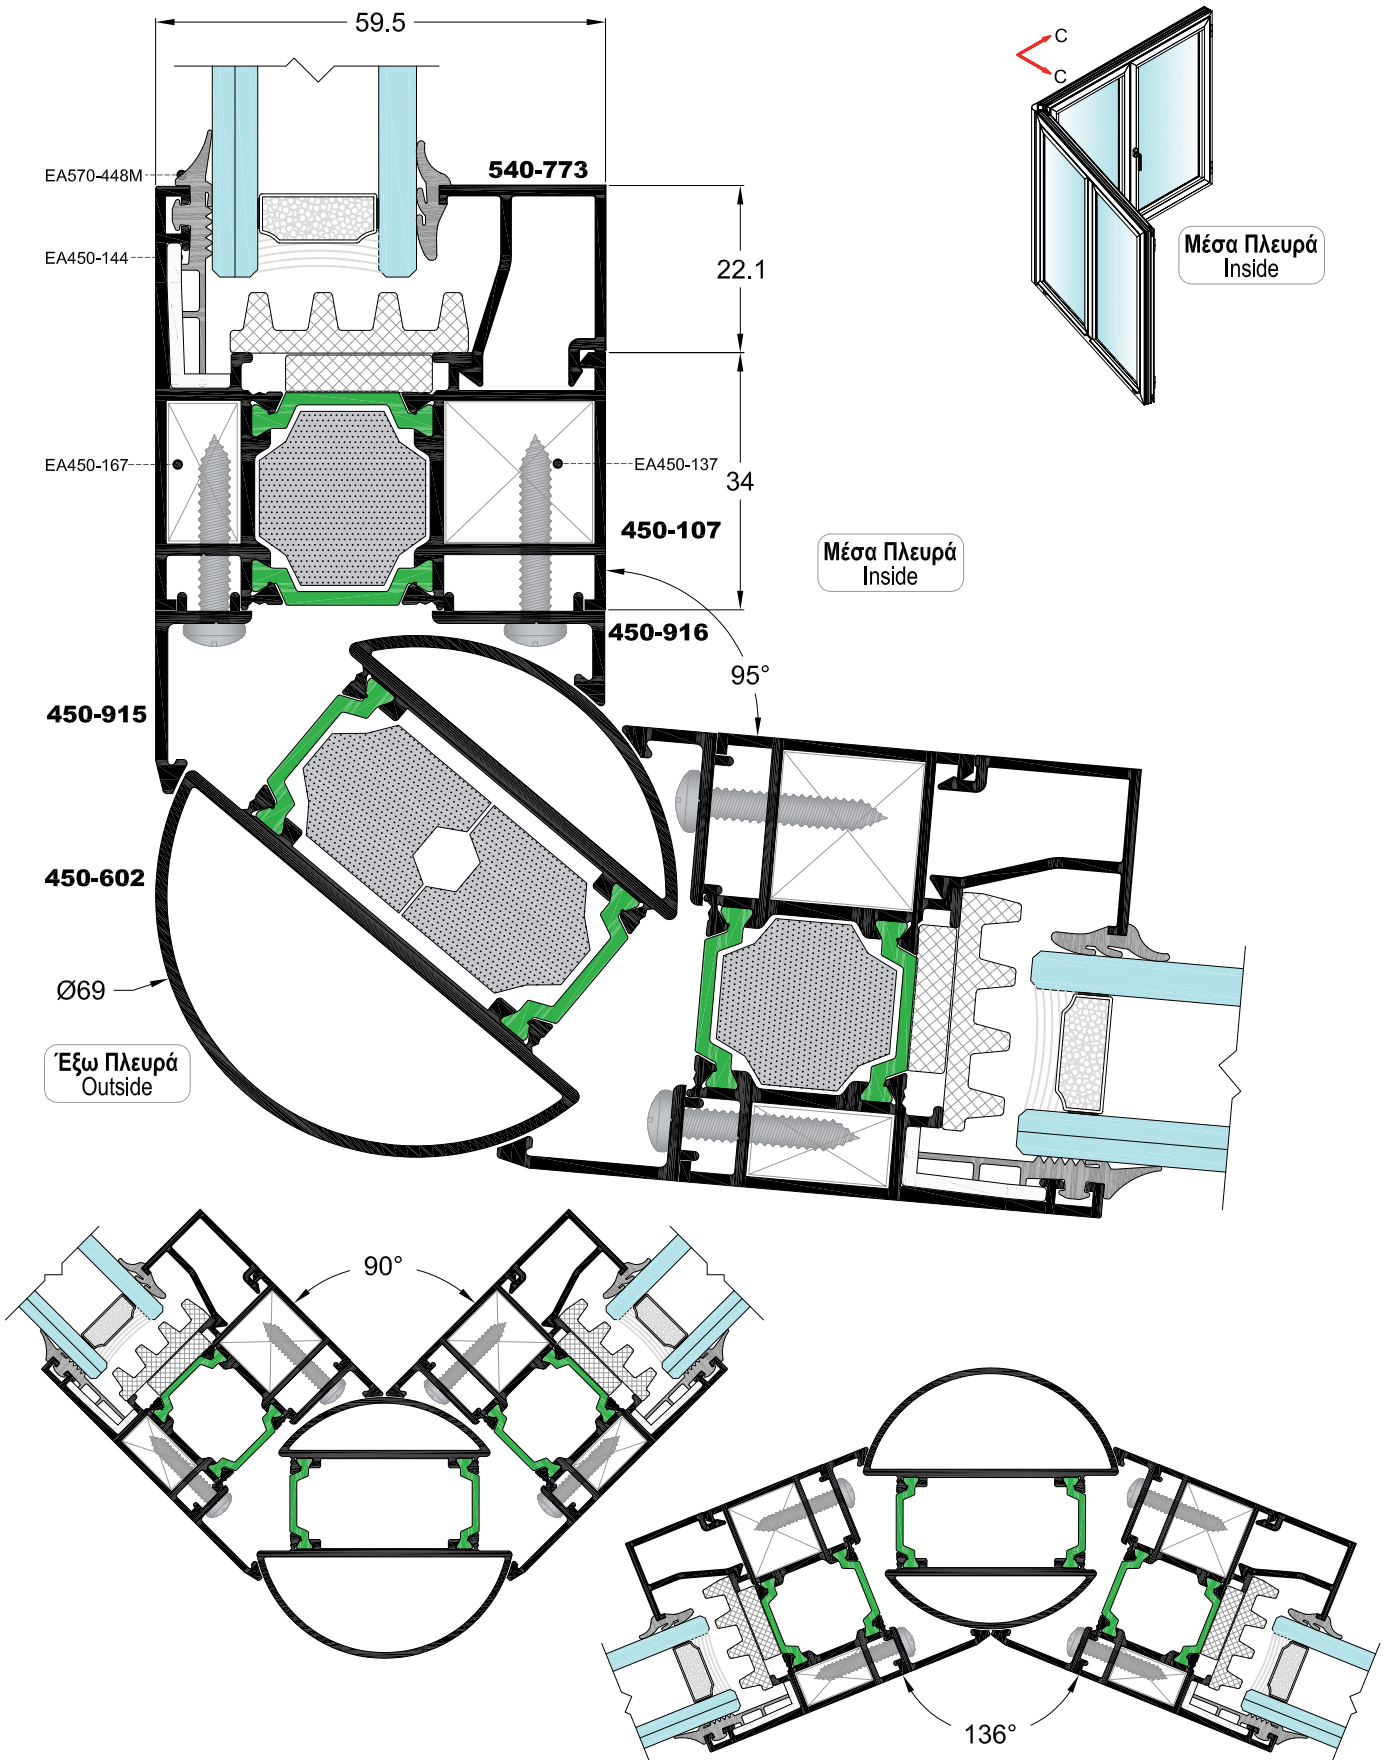 59.5
C
C
EA570-448M
540-773
Μέσα Πλευρά
Inside
EA450-144
22.1
EA450-167
EA450-137
34
450-107
Μέσα Πλευρά
Inside
450-916
95°
450-915
450-602
Ø69
Έξω Πλευρά
Outside
90°
136°